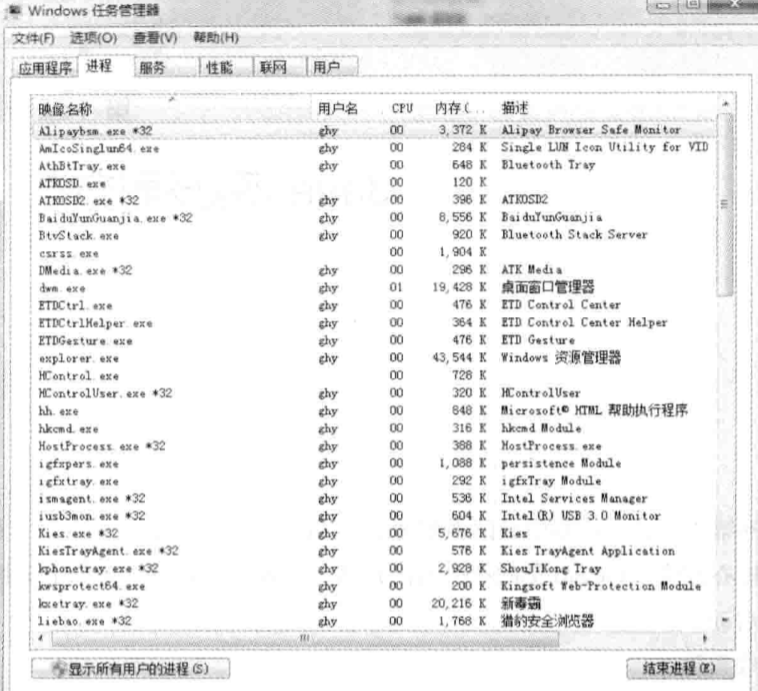 Windows 任务管理器
文件(F) 选项(O) 查看(V) 帮助(H)
应用程序 进程 服务 性能 联网 用户
映像名称 用户名 CPU 内存(... 描述
Alipaybsm.exe *32 ghy 00 3,372 K Alipay Browser Safe Monitor
AmIcoSinglun64.exe ghy 00 284 K Single LUN Icon Utility for VID
AthBtTray.exe ghy 00 648 K Bluetooth Tray
ATKOSD.exe 00 120 K
ATKOSD2.exe *32 ghy 00 396 K ATKOSD2
BaiduYunGuanjia.exe *32 ghy 00 8,556 K BaiduYunGuanjia
BtvStack.exe ghy 00 920 K Bluetooth Stack Server
csrss.exe 00 1,904 K
DMedia.exe *32 ghy 00 296 K ATK Media
dwm.exe ghy 01 19,428 K 桌面窗口管理器
ETDCtrl.exe ghy 00 476 K ETD Control Center
ETDCtrlHelper.exe ghy 00 364 K ETD Control Center Helper
ETDGesture.exe ghy 00 476 K ETD Gesture
explorer.exe ghy 00 43,544 K Windows 资源管理器
HControl.exe 00 728 K
HControlUser.exe *32 ghy 00 320 K HControlUser
hh.exe ghy 00 848 K Microsoft® HTML 帮助执行程序
hkcmd.exe ghy 00 316 K hkcmd Module
HostProcess.exe *32 ghy 00 388 K HostProcess.exe
igfxpers.exe ghy 00 1,088 K persistence Module
igfxtray.exe ghy 00 292 K igfxTray Module
ismagent.exe *32 ghy 00 536 K Intel Services Manager
iusb3mon.exe *32 ghy 00 604 K Intel(R) USB 3.0 Monitor
Kies.exe *32 ghy 00 5,676 K Kies
KiesTrayAgent.exe *32 ghy 00 576 K Kies TrayAgent Application
kphonetray.exe *32 ghy 00 2,928 K ShouJiKong Tray
kwsprotect64.exe ghy 00 200 K Kingsoft Web-Protection Module
kxetray.exe *32 ghy 00 20,216 K 新毒霸
liebao.exe *32 ghy 00 1,768 K 猎豹安全浏览器
显示所有用户的进程(S) 结束进程(E)